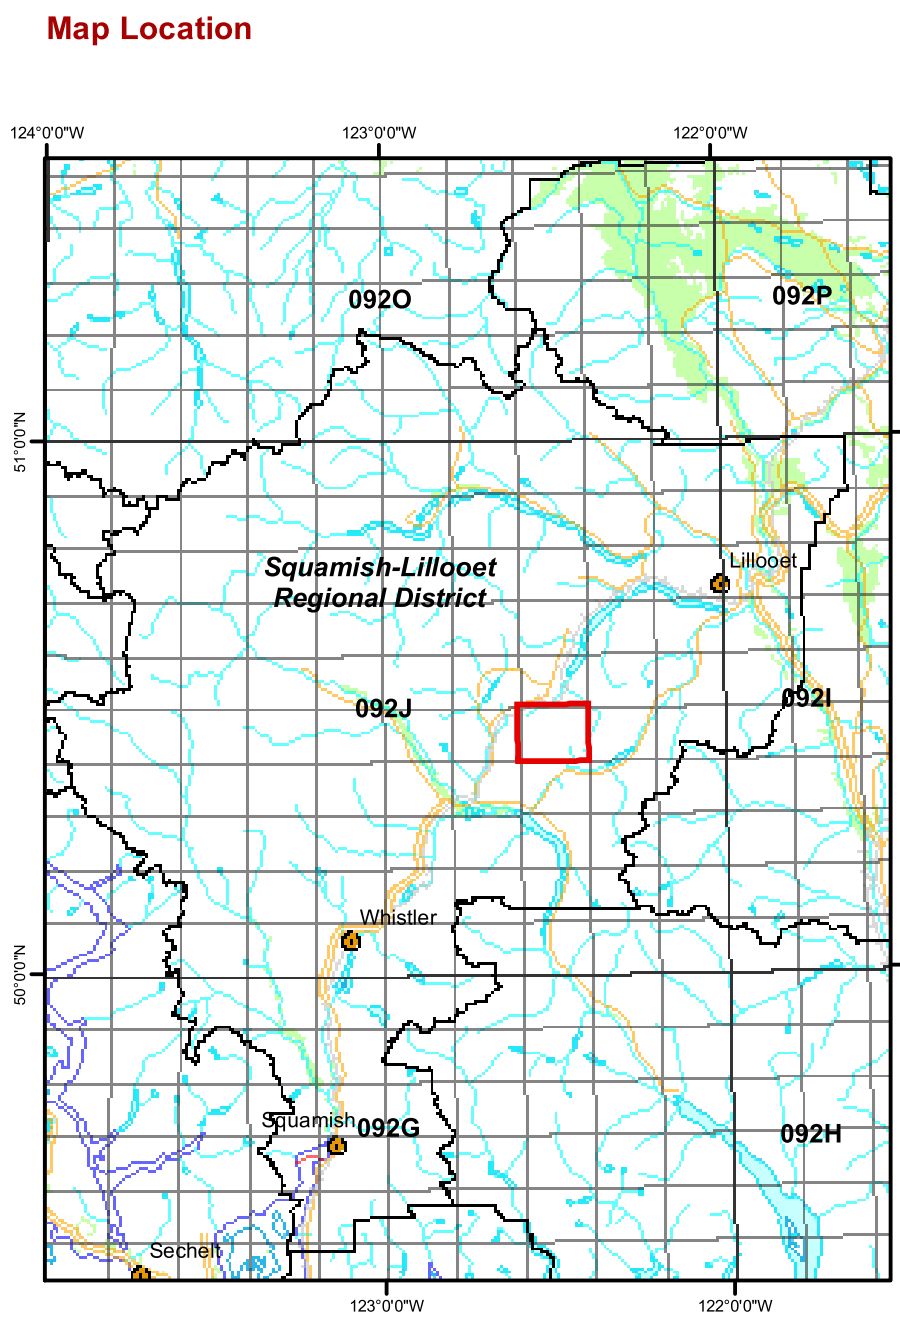 Map Location
124°0'0"W
123°0'0"W
122°0'0"W
092O
092P
51°0'0"N
Lillooet
Squamish-Lillooet
Regional District
092I
092J
Whistler
50°0'0"N
Squamish
092G
092H
Sechelt
123°0'0"W
122°0'0"W